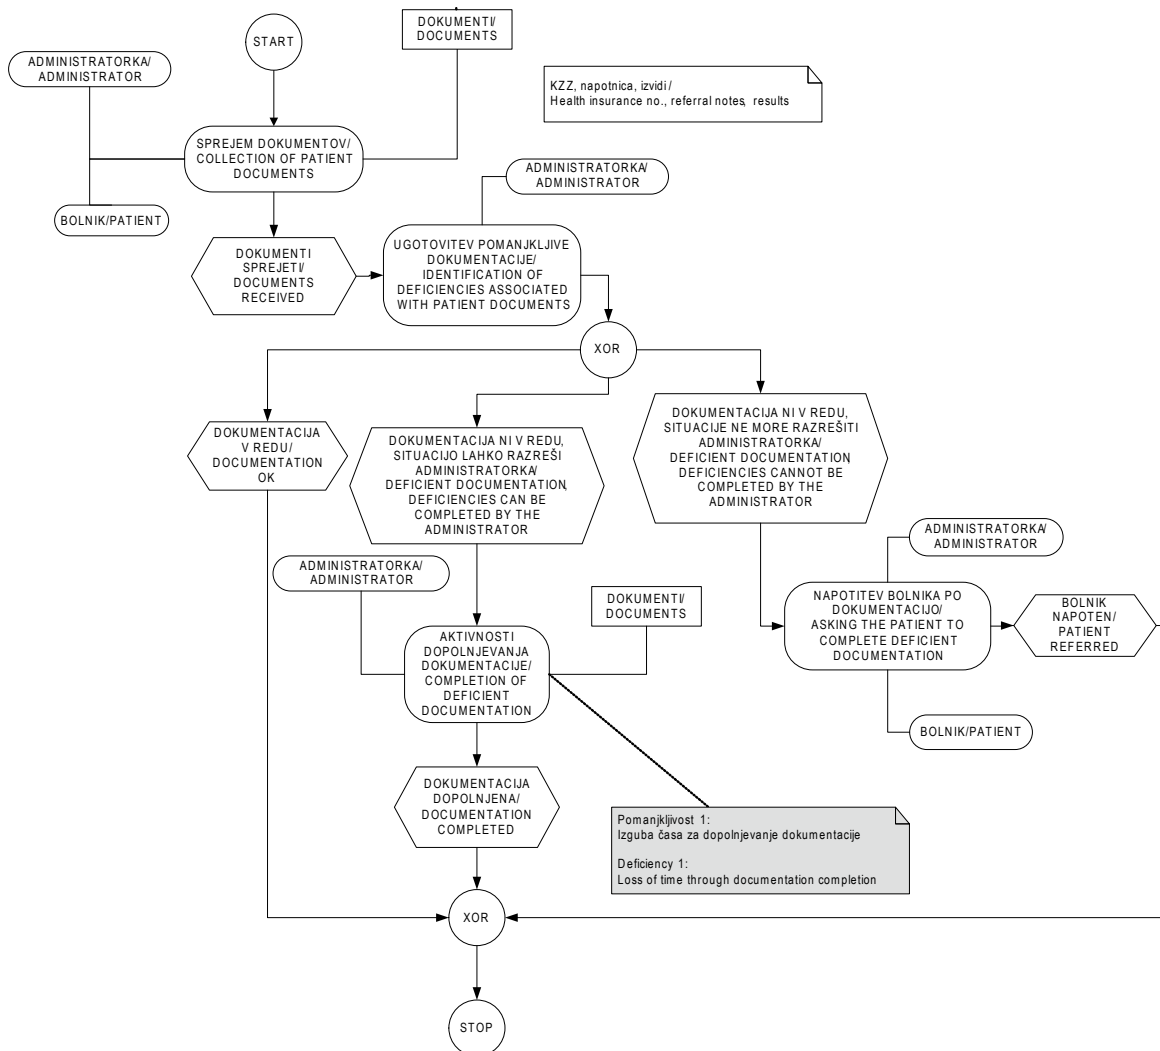 DOKUMENTI/
DOCUMENTS
START
ADMINISTRATORKA/
ADMINISTRATOR
KZZ, napotnica, izvidi /
Health insurance no., referral notes, results
SPREJEM DOKUMENTOV/
COLLECTION OF PATIENT
DOCUMENTS
ADMINISTRATORKA/
ADMINISTRATOR
BOLNIK/PATIENT
DOKUMENTI
SPREJETI/
DOCUMENTS
RECEIVED
UGOTOVITEV POMANJKLJIVE
DOKUMENTACIJE/
IDENTIFICATION OF
DEFICIENCIES ASSOCIATED
WITH PATIENT DOCUMENTS
XOR
DOKUMENTACIJA
V REDU/
DOCUMENTATION
OK
DOKUMENTACIJA NI V REDU,
SITUACIJO LAHKO RAZREŠI
ADMINISTRATORKA/
DEFICIENT DOCUMENTATION,
DEFICIENCIES CAN BE
COMPLETED BY THE
ADMINISTRATOR
DOKUMENTACIJA NI V REDU,
SITUACIJE NE MORE RAZREŠITI
ADMINISTRATORKA/
DEFICIENT DOCUMENTATION,
DEFICIENCIES CANNOT BE
COMPLETED BY THE
ADMINISTRATOR
ADMINISTRATORKA/
ADMINISTRATOR
ADMINISTRATORKA/
ADMINISTRATOR
DOKUMENTI/
DOCUMENTS
NAPOTITEV BOLNIKA PO
DOKUMENTACIJO/
ASKING THE PATIENT TO
COMPLETE DEFICIENT
DOCUMENTATION
BOLNIK
NAPOTEN/
PATIENT
REFERRED
AKTIVNOSTI
DOPOLNJEVANJA
DOKUMENTACIJE/
COMPLETION OF
DEFICIENT
DOCUMENTATION
BOLNIK/PATIENT
DOKUMENTACIJA
DOPOLNJENA/
DOCUMENTATION
COMPLETED
Pomanjkljivost 1:
Izguba časa za dopolnjevanje dokumentacije
Deficiency 1:
Loss of time through documentation completion
XOR
STOP